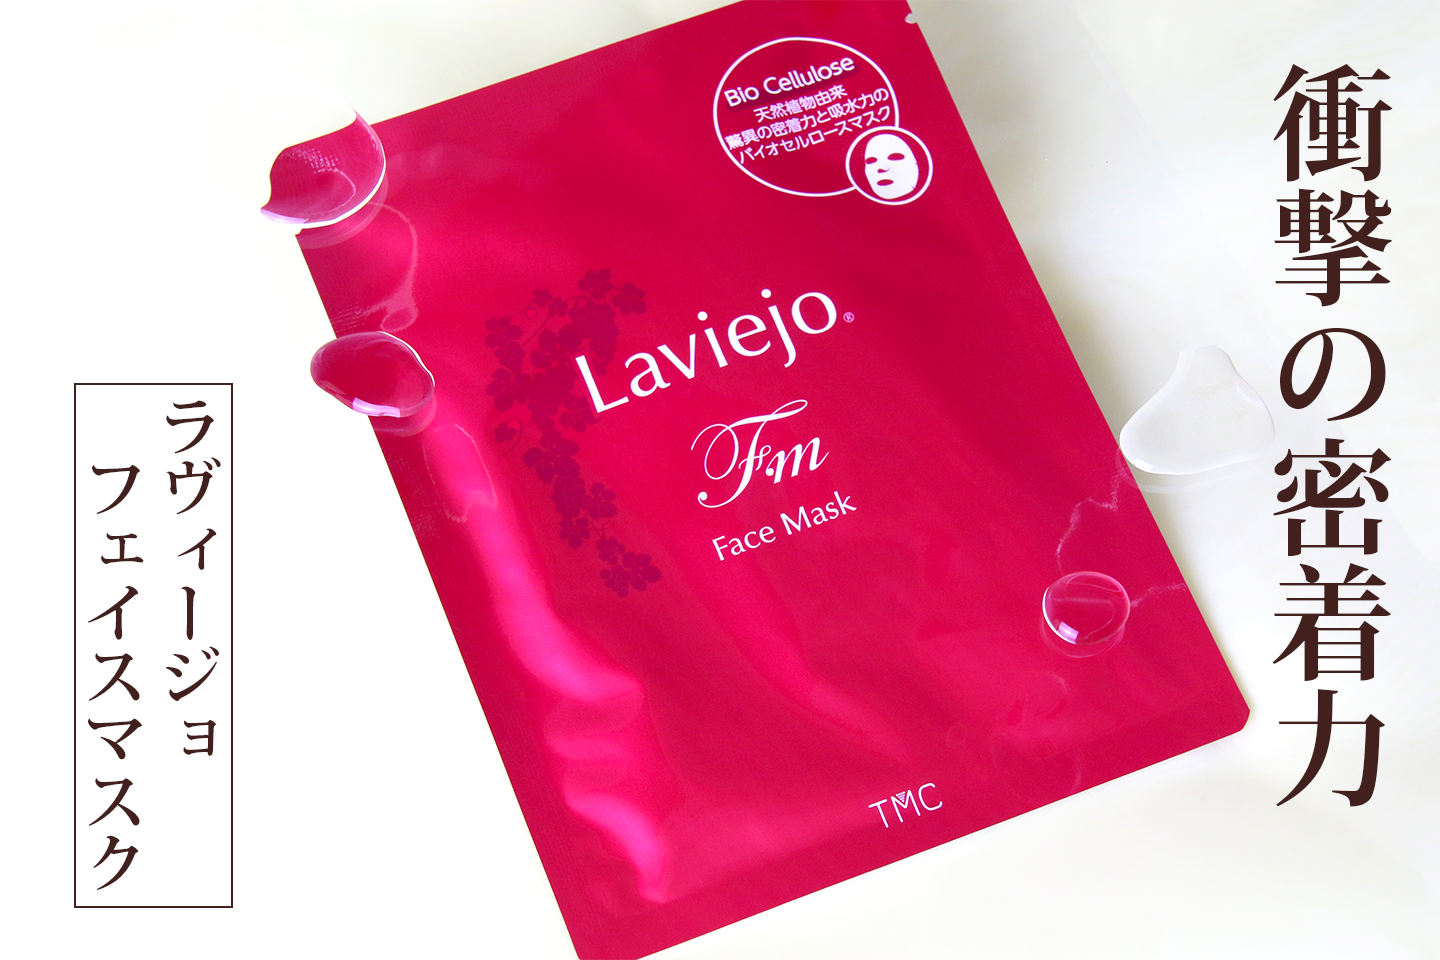 衝撃の密着力
Bio Cellulose
天然植物由来
驚異の密着力と吸水力の
バイオセルロースマスク
Laviejo®
Fm
Face Mask
TMC
ラヴィージョ
フェイスマスク